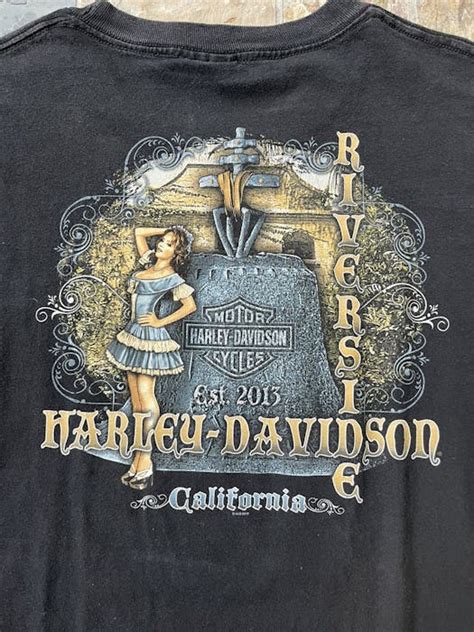 MOTOR
HARLEY-DAVIDSON
CYCLES
Est. 2013
RIVERSIDE
HARLEY-DAVIDSON
California